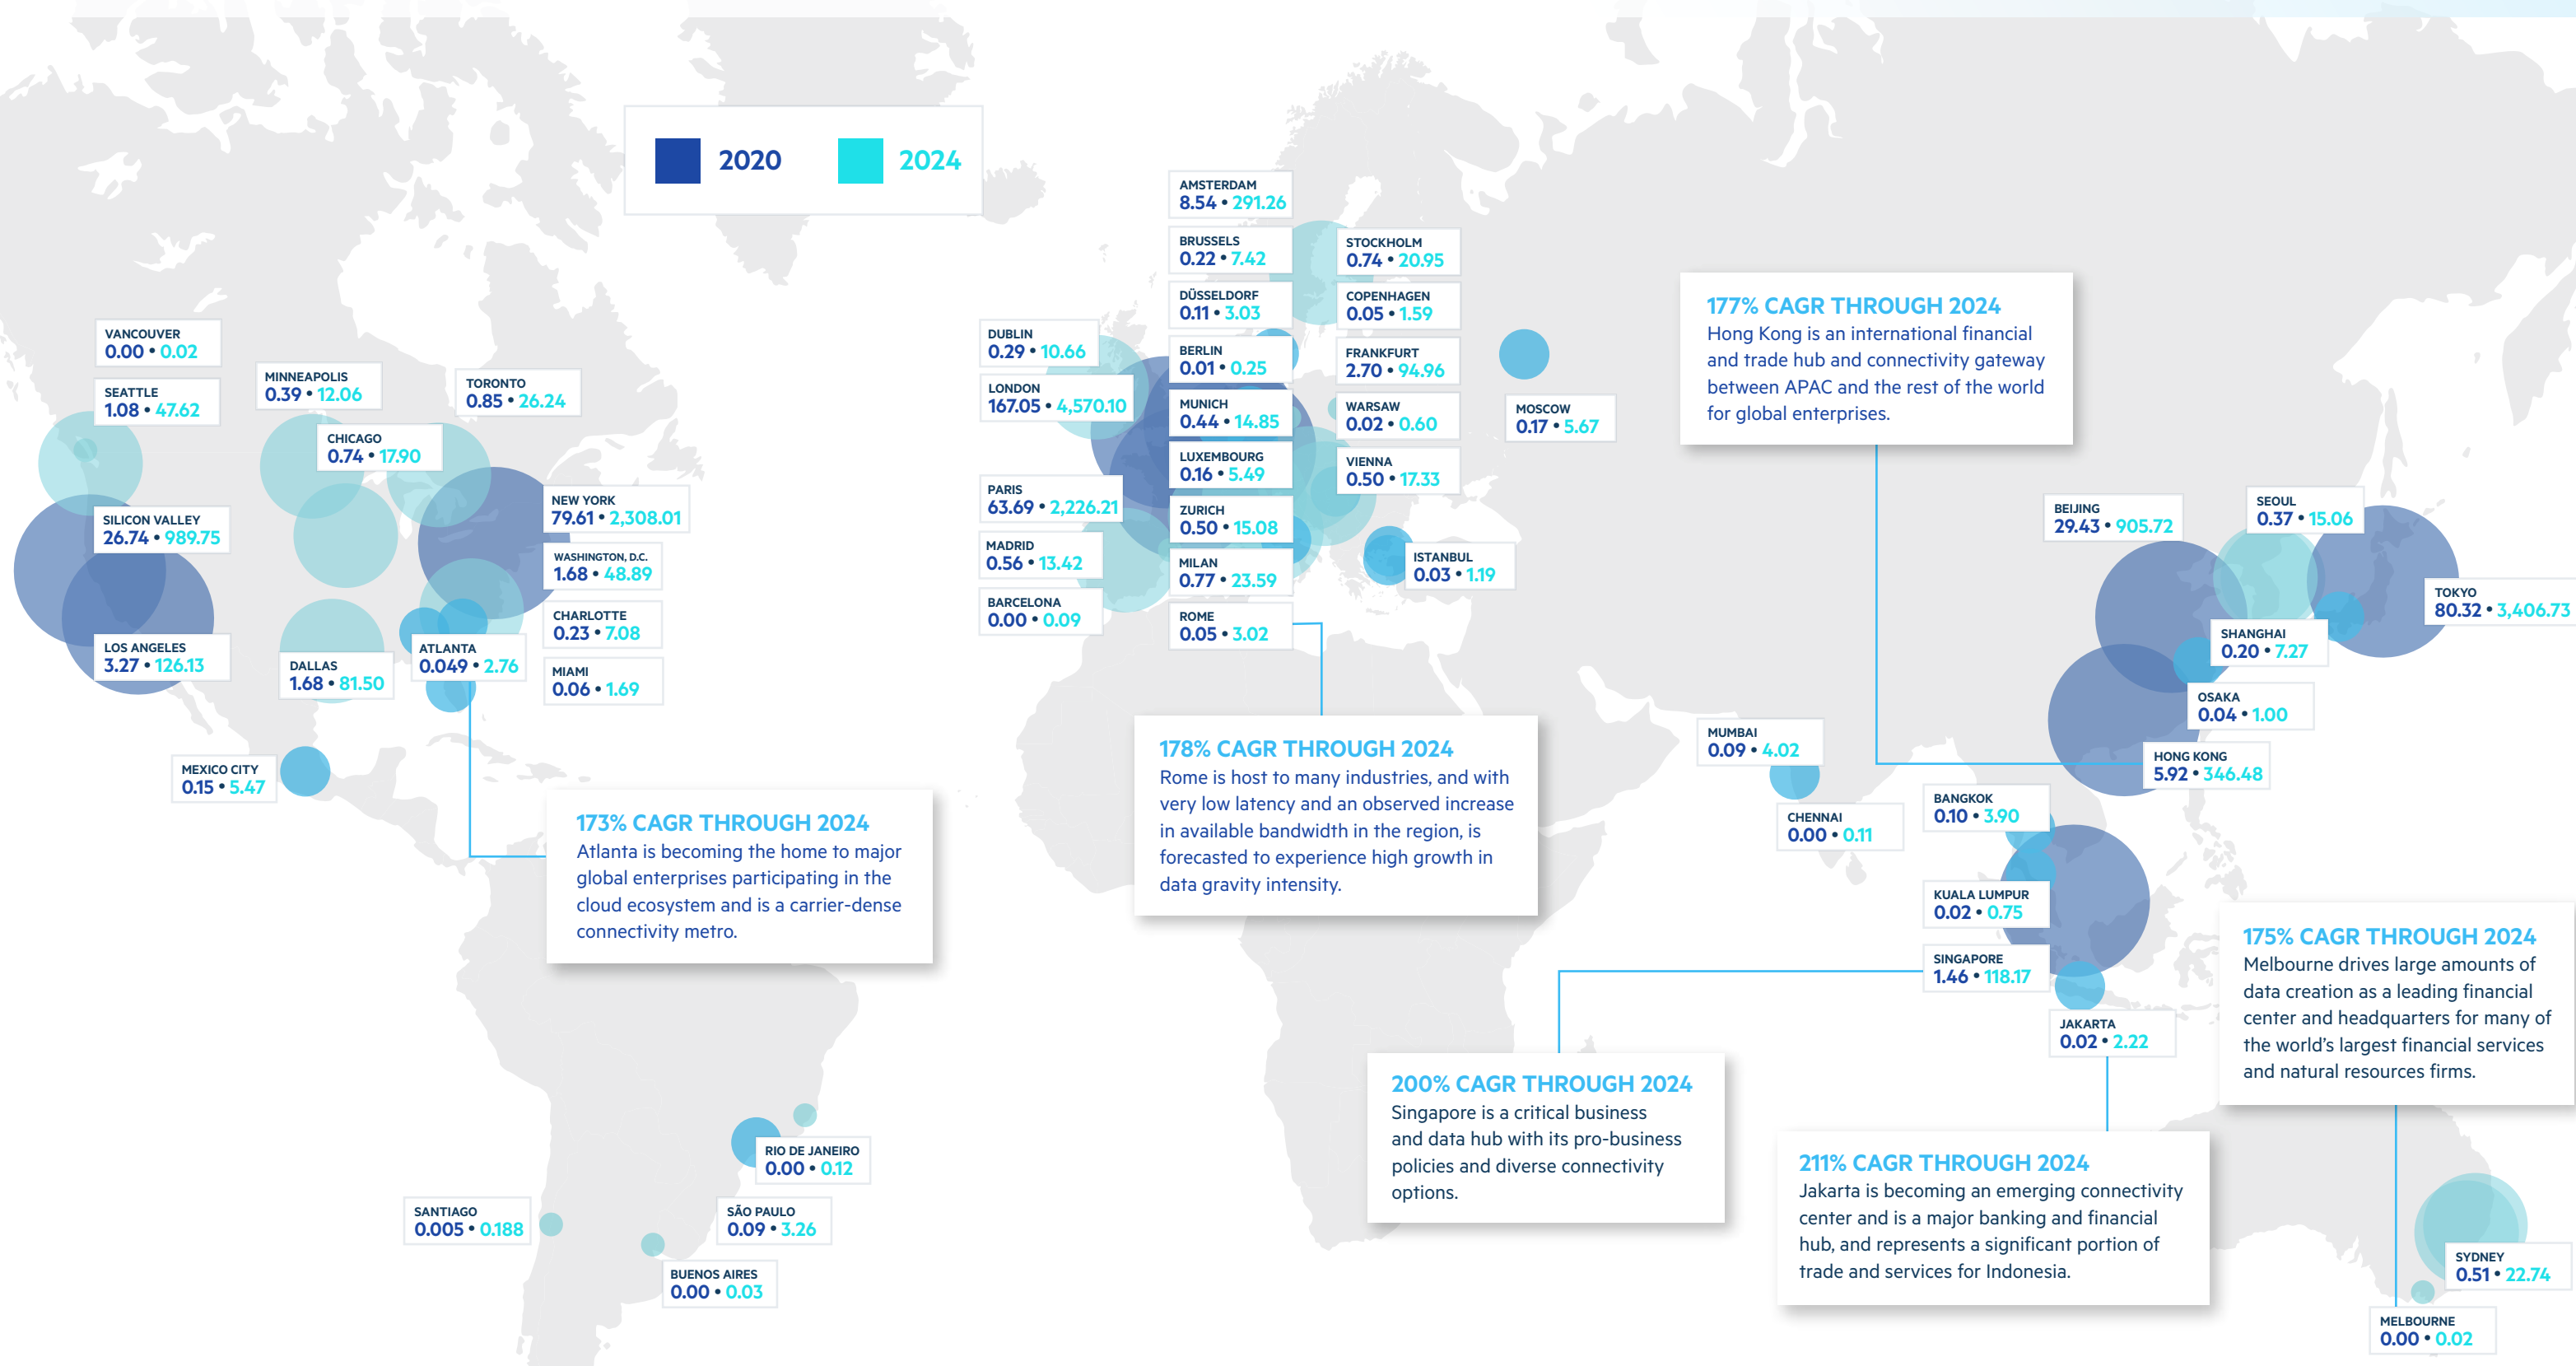 2020
2024
VANCOUVER
0.00 • 0.02
SEATTLE
1.08 • 47.62
MINNEAPOLIS
0.39 • 12.06
TORONTO
0.85 • 26.24
CHICAGO
0.74 • 17.90
SILICON VALLEY
26.74 • 989.75
NEW YORK
79.61 • 2,308.01
WASHINGTON, D.C.
1.68 • 48.89
CHARLOTTE
0.23 • 7.08
LOS ANGELES
3.27 • 126.13
DALLAS
1.68 • 81.50
ATLANTA
0.049 • 2.76
MIAMI
0.06 • 1.69
MEXICO CITY
0.15 • 5.47
173% CAGR THROUGH 2024
Atlanta is becoming the home to major
global enterprises participating in the
cloud ecosystem and is a carrier-dense
connectivity metro.
RIO DE JANEIRO
0.00 • 0.12
SANTIAGO
0.005 • 0.188
SÃO PAULO
0.09 • 3.26
BUENOS AIRES
0.00 • 0.03
DUBLIN
0.29 • 10.66
LONDON
167.05 • 4,570.10
PARIS
63.69 • 2,226.21
MADRID
0.56 • 13.42
BARCELONA
0.00 • 0.09
AMSTERDAM
8.54 • 291.26
BRUSSELS
0.22 • 7.42
DÜSSELDORF
0.11 • 3.03
BERLIN
0.01 • 0.25
MUNICH
0.44 • 14.85
LUXEMBOURG
0.16 • 5.49
ZURICH
0.50 • 15.08
MILAN
0.77 • 23.59
ROME
0.05 • 3.02
STOCKHOLM
0.74 • 20.95
COPENHAGEN
0.05 • 1.59
FRANKFURT
2.70 • 94.96
WARSAW
0.02 • 0.60
VIENNA
0.50 • 17.33
MOSCOW
0.17 • 5.67
ISTANBUL
0.03 • 1.19
178% CAGR THROUGH 2024
Rome is host to many industries, and with
very low latency and an observed increase
in available bandwidth in the region, is
forecasted to experience high growth in
data gravity intensity.
177% CAGR THROUGH 2024
Hong Kong is an international financial
and trade hub and connectivity gateway
between APAC and the rest of the world
for global enterprises.
BEIJING
29.43 • 905.72
SEOUL
0.37 • 15.06
TOKYO
80.32 • 3,406.73
SHANGHAI
0.20 • 7.27
OSAKA
0.04 • 1.00
HONG KONG
5.92 • 346.48
MUMBAI
0.09 • 4.02
CHENNAI
0.00 • 0.11
BANGKOK
0.10 • 3.90
KUALA LUMPUR
0.02 • 0.75
SINGAPORE
1.46 • 118.17
JAKARTA
0.02 • 2.22
200% CAGR THROUGH 2024
Singapore is a critical business
and data hub with its pro-business
policies and diverse connectivity
options.
211% CAGR THROUGH 2024
Jakarta is becoming an emerging connectivity
center and is a major banking and financial
hub, and represents a significant portion of
trade and services for Indonesia.
175% CAGR THROUGH 2024
Melbourne drives large amounts of
data creation as a leading financial
center and headquarters for many of
the world's largest financial services
and natural resources firms.
SYDNEY
0.51 • 22.74
MELBOURNE
0.00 • 0.02